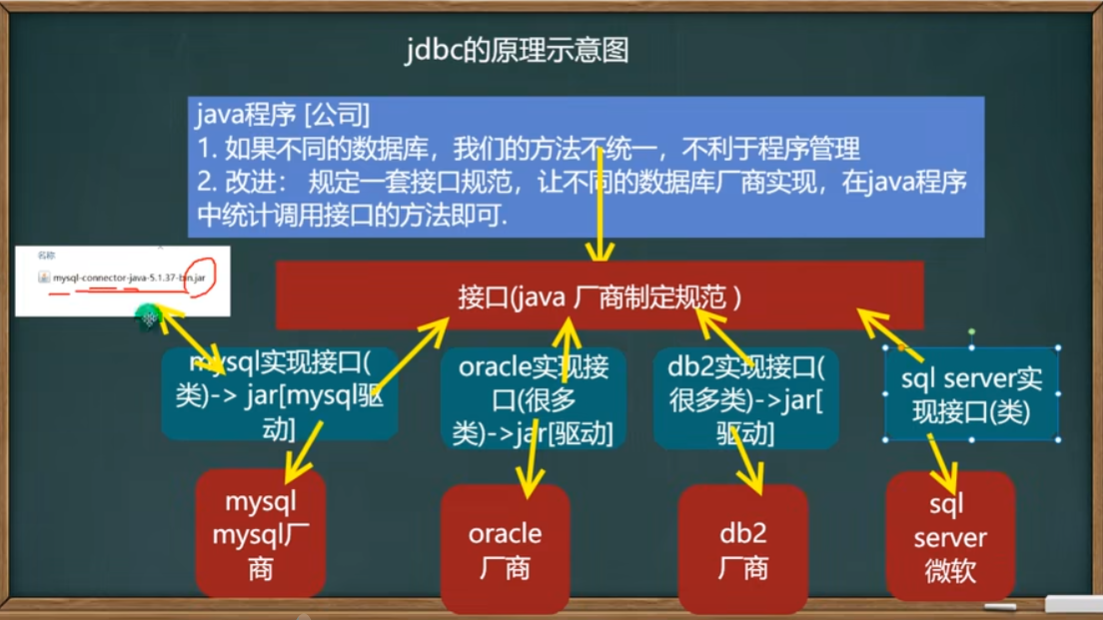 jdbc的原理示意图
java程序 [公司]
1. 如果不同的数据库，我们的方法不统一，不利于程序管理
2. 改进： 规定一套接口规范，让不同的数据库厂商实现，在java程序
中统计调用接口的方法即可.
名称
mysql-connector-java-5.1.37-bin.jar
接口(java 厂商制定规范 )
mysql实现接口(
类)-> jar[mysql驱
动]
oracle实现接
口(很多
类)->jar[驱动]
db2实现接口(
很多类)->jar[
驱动]
sql server实
现接口(类)
mysql
mysql厂
商
oracle
厂商
db2
厂商
sql
server
微软